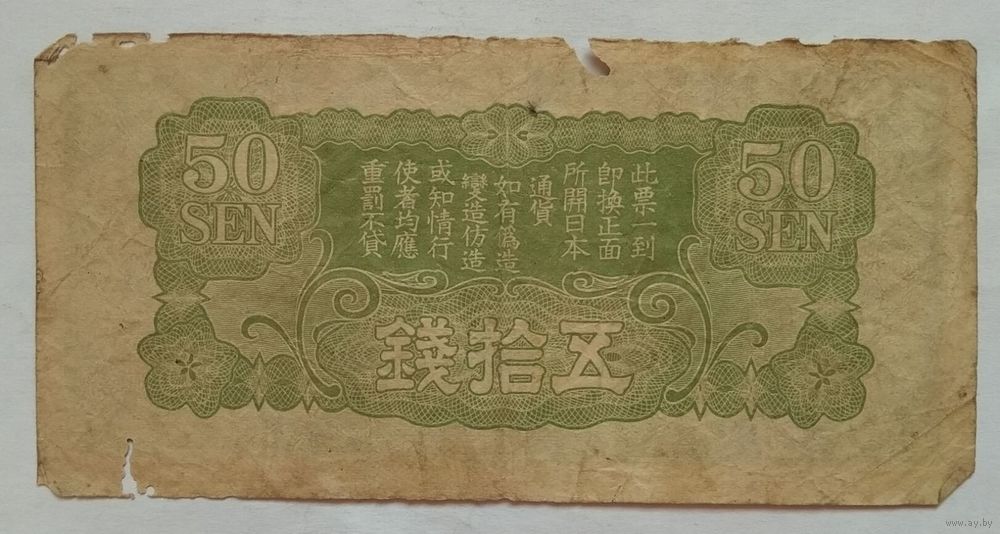 50
SEN
50
SEN
此票一到
卽換正面
所開日本
通貨
如有僞造
變造仿造
或知情行
使者均應
重罰不貸
五拾錢
www.ay.by